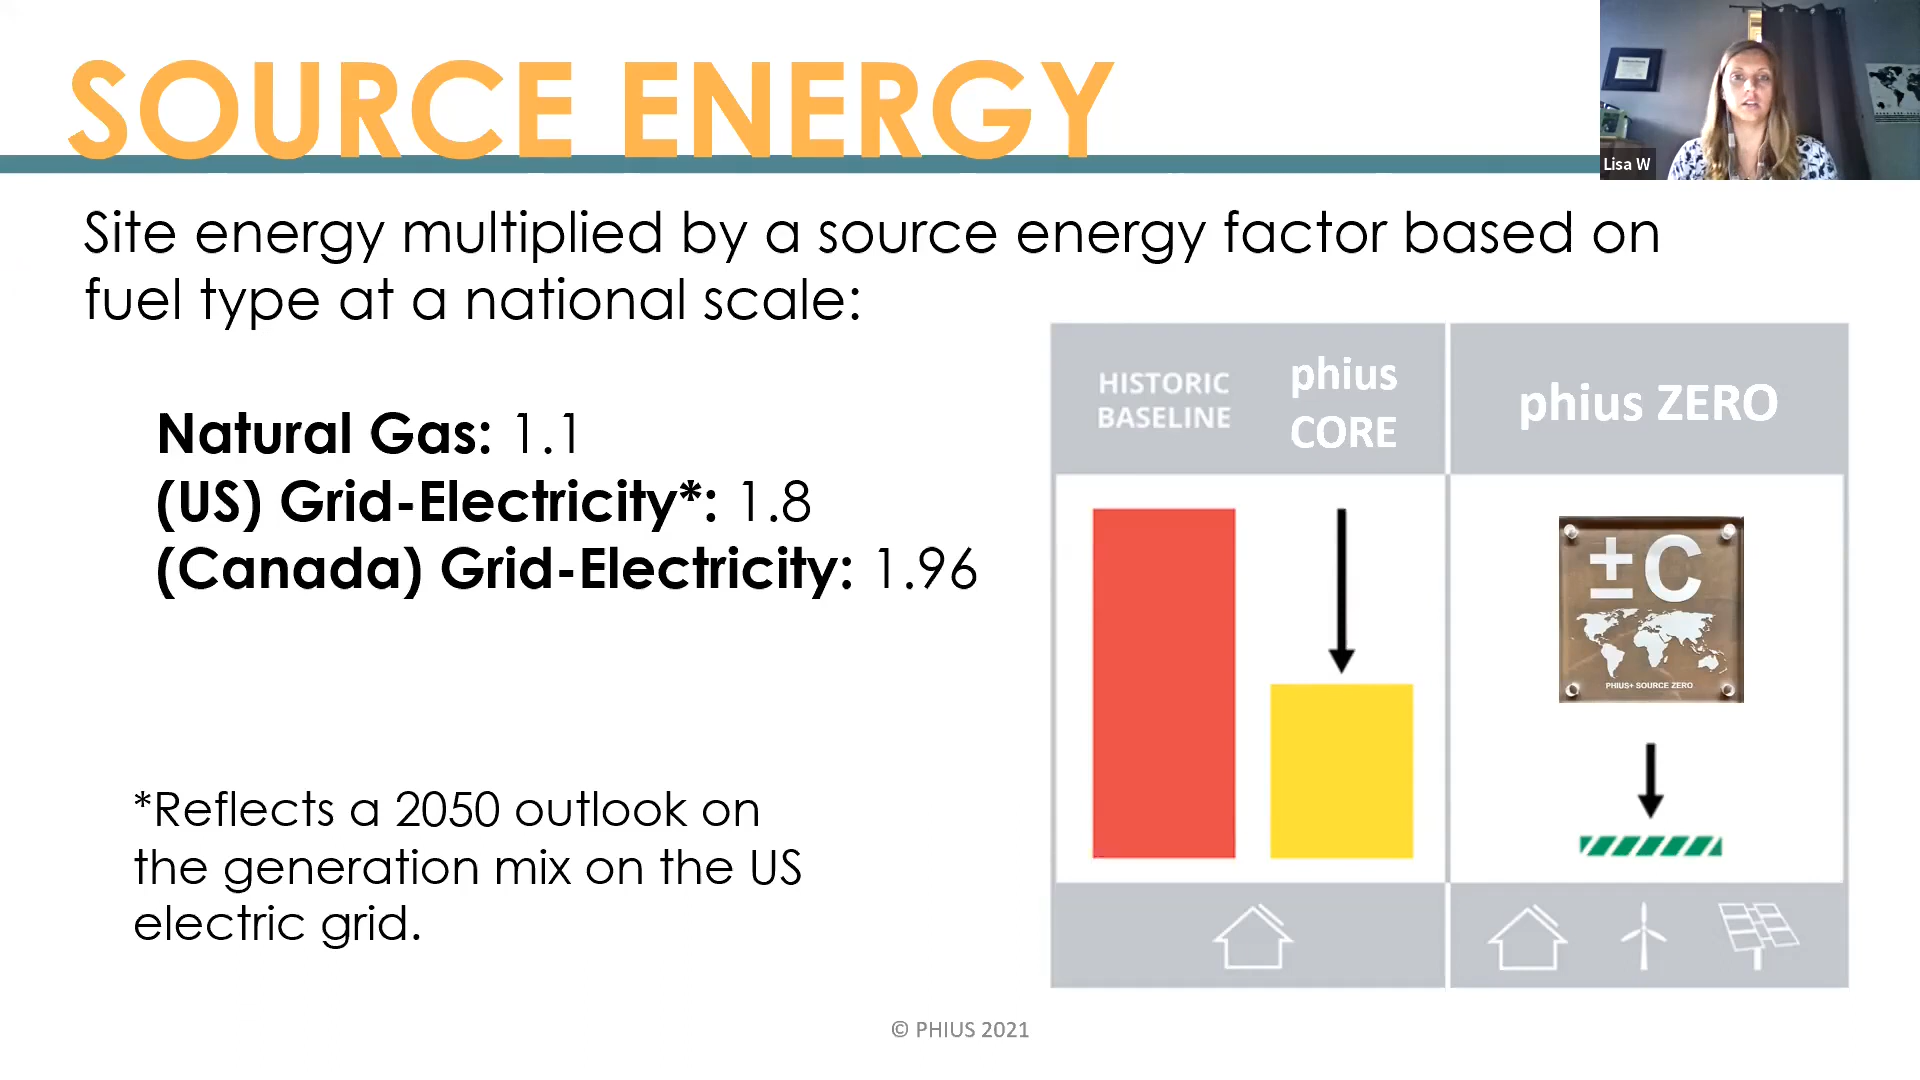 SOURCE ENERGY
Lisa W
Site energy multiplied by a source energy factor based on
fuel type at a national scale:
Natural Gas: 1.1
(US) Grid-Electricity*: 1.8
(Canada) Grid-Electricity: 1.96
*Reflects a 2050 outlook on
the generation mix on the US
electric grid.
HISTORIC
BASELINE
phius
CORE
phius ZERO
±C
PHIUS+ SOURCE ZERO
© PHIUS 2021